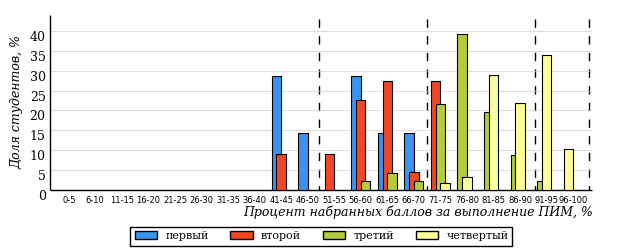 Доля студентов, %
40
35
30
25
20
15
10
5
0
0-5 6-10 11-15 16-20 21-25 26-30 31-35 36-40 41-45 46-50 51-55 56-60 61-65 66-70 71-75 76-80 81-85 86-90 91-95 96-100
Процент набранных баллов за выполнение ПИМ, %
первый второй третий четвертый